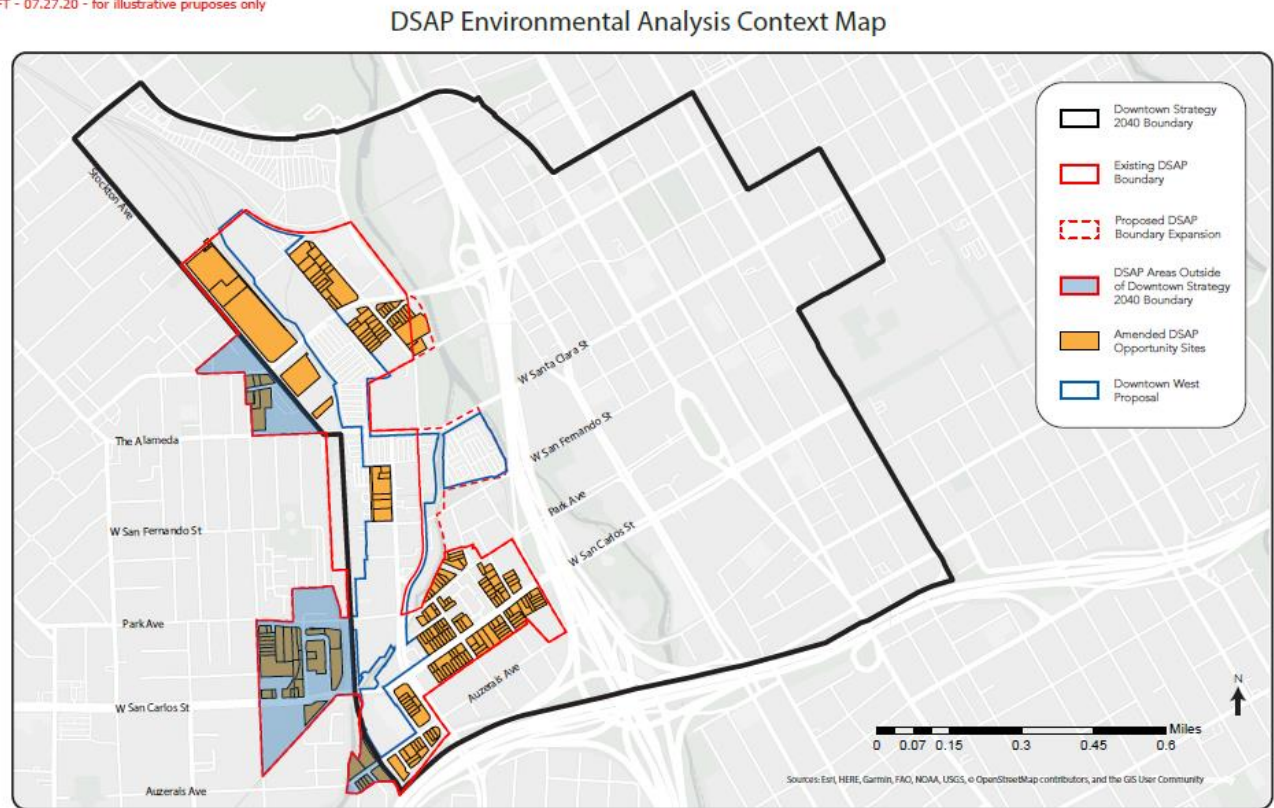 FT - 07.27.20 - for illustrative pruposes only
DSAP Environmental Analysis Context Map
Downtown Strategy
2040 Boundary
Existing DSAP
Boundary
Proposed DSAP
Boundary Expansion
DSAP Areas Outside
of Downtown Strategy
2040 Boundary
Amended DSAP
Opportunity Sites
Downtown West
Proposal
Stockton Ave
W Santa Clara St
The Alameda
W San Fernando St
Park Ave
W San Fernando St
W San Carlos St
Park Ave
Auzerais Ave
W San Carlos St
Auzerais Ave
N
Miles
0 0.07 0.15 0.3 0.45 0.6
Sources: Esri, HERE, Garmin, FAO, NOAA, USGS, © OpenStreetMap contributors, and the GIS User Community